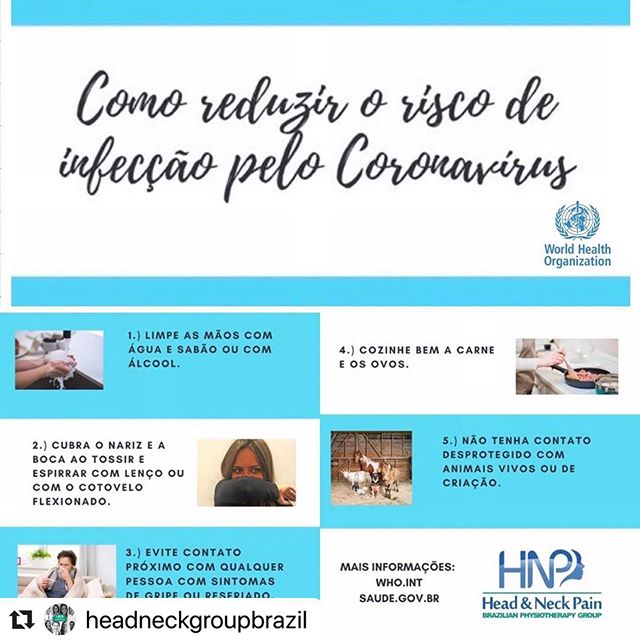 Como reduzir o risco de
infecção pelo Coronavírus
World Health
Organization
1.) LIMPE AS MÃOS COM
ÁGUA E SABÃO OU COM
ÁLCOOL.
2.) CUBRA O NARIZ E A
BOCA AO TOSSIR E
ESPIRRAR COM LENÇO OU
COM O COTOVELO
FLEXIONADO.
3.) EVITE CONTATO
PRÓXIMO COM QUALQUER
PESSOA COM SINTOMAS
DE GRIPE OU RESFRIADO.
4.) COZINHE BEM A CARNE
E OS OVOS.
5.) NÃO TENHA CONTATO
DESPROTEGIDO COM
ANIMAIS VIVOS OU DE
CRIAÇÃO.
MAIS INFORMAÇÕES:
WHO.INT
SAUDE.GOV.BR
HNP
Head & Neck Pain
BRAZILIAN PHYSIOTHERAPY GROUP
headneckgroupbrazil